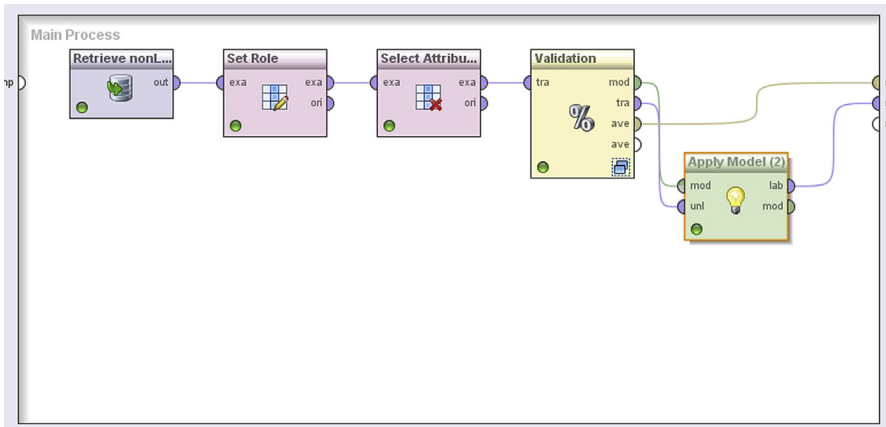 Main Process
Retrieve nonL...
out
Set Role
exa
exa
ori
Select Attribu...
exa
exa
ori
Validation
tra
mod
tra
ave
ave
%
Apply Model (2)
mod
lab
unl
mod